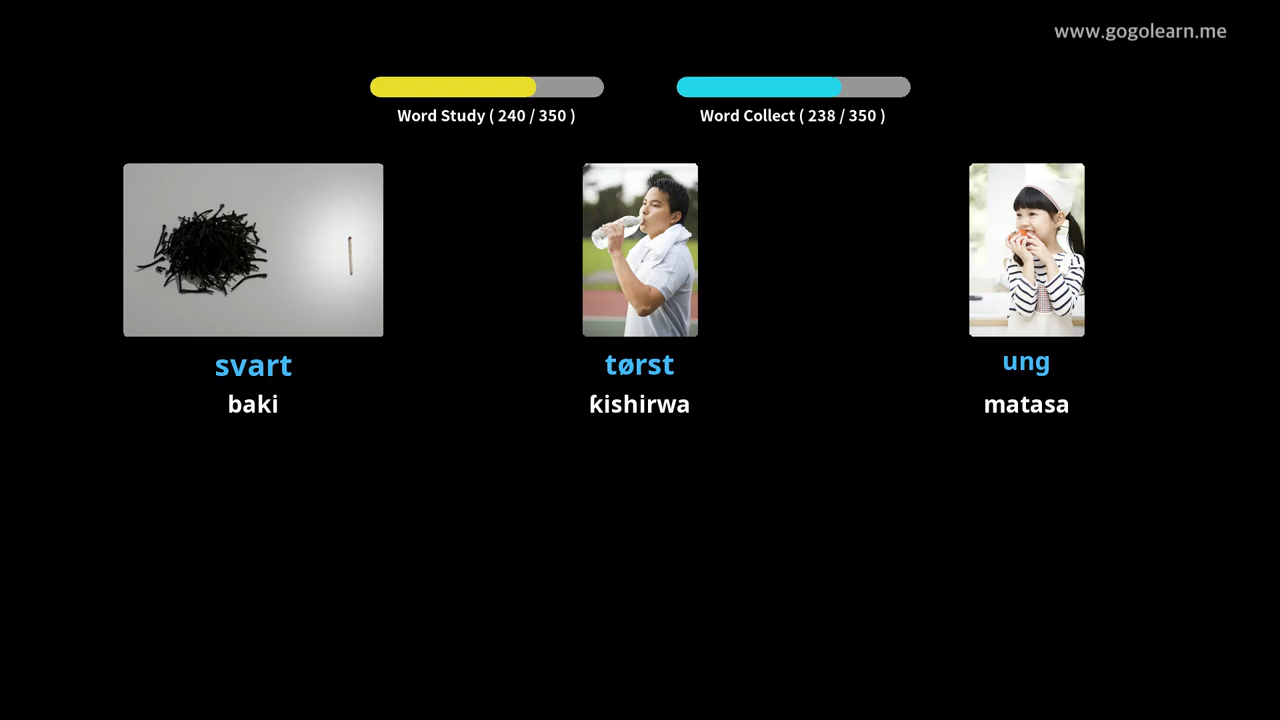 www.gogolearn.me
Word Study ( 240 / 350 )
Word Collect ( 238 / 350 )
svart
tørst
ung
baki
ƙishirwa
matasa